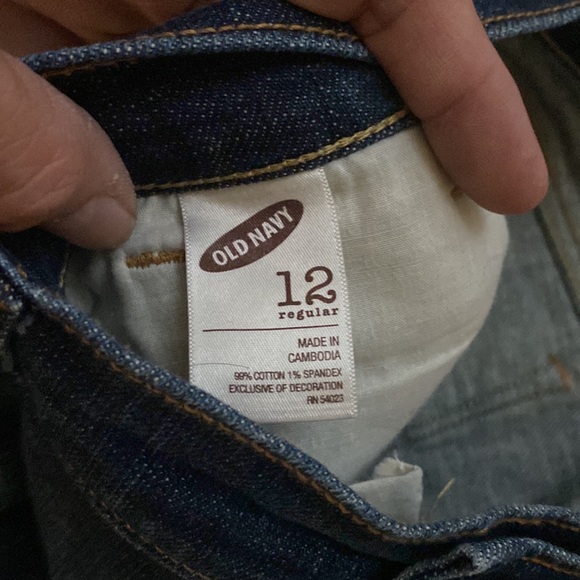 OLD NAVY
12
regular
MADE IN
CAMBODIA
99% COTTON 1% SPANDEX
EXCLUSIVE OF DECORATION
RN 54023